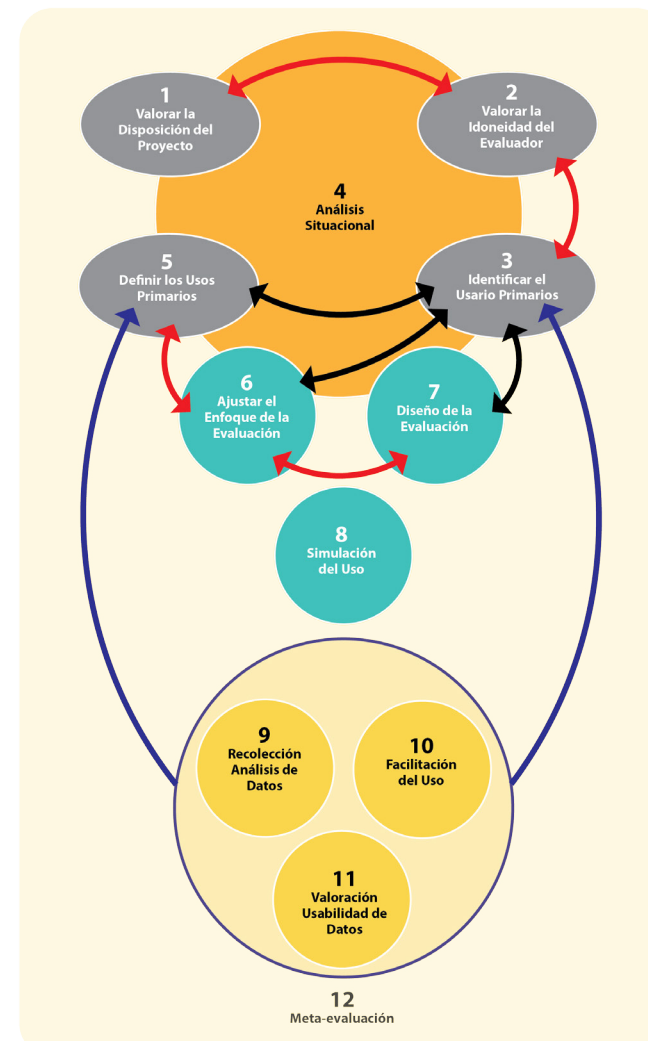 1
Valorar la
Disposición del
Proyecto
2
Valorar la
Idoneidad del
Evaluador
4
Análisis
Situacional
5
Definir los Usos
Primarios
3
Identificar el
Usario Primarios
6
Ajustar el
Enfoque de la
Evaluación
7
Diseño de la
Evaluación
8
Simulación
del Uso
9
Recolección
Análisis de
Datos
10
Facilitación
del Uso
11
Valoración
Usabilidad de
Datos
12
Meta-evaluación